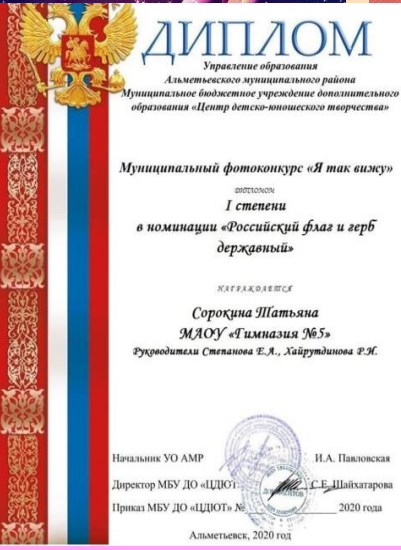 ДИПЛОМ
Управление образования
Альметьевского муниципального района
Муниципальное бюджетное учреждение дополнительного
образования «Центр детско-юношеского творчества»
Муниципальный фотоконкурс «Я так вижу»
дипломом
I степени
в номинации «Российский флаг и герб
державный»
НАГРАЖДАЕТСЯ
Сорокина Татьяна
МАОУ «Гимназия №5»
Руководители Степанова Е.А., Хайрутдинова Р.И.
Начальник УО АМР И.А. Павловская
Директор МБУ ДО «ЦДЮТ» С.Е. Шайхатарова
Приказ МБУ ДО «ЦДЮТ» № 2020 года
Альметьевск, 2020 год